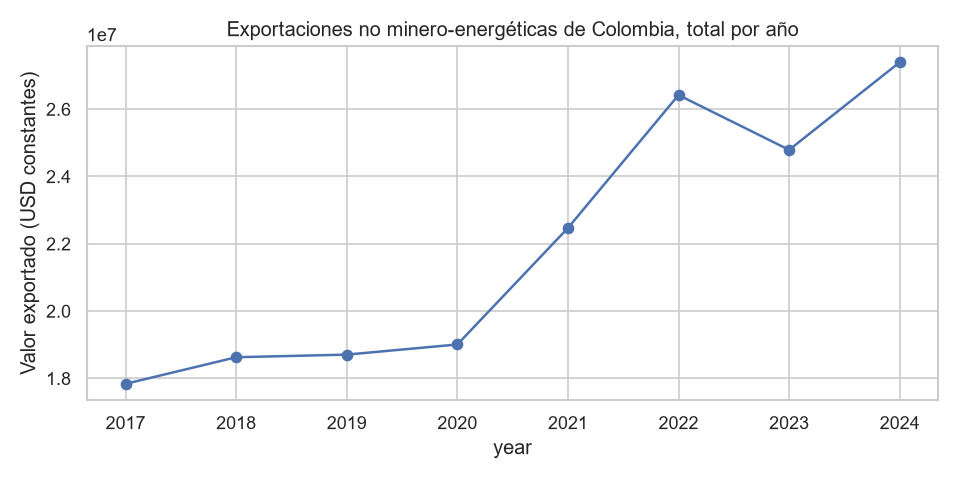 Exportaciones no minero-energéticas de Colombia, total por año
1e7
Valor exportado (USD constantes)
2.6
2.4
2.2
2.0
1.8
2017 2018 2019 2020 2021 2022 2023 2024
year